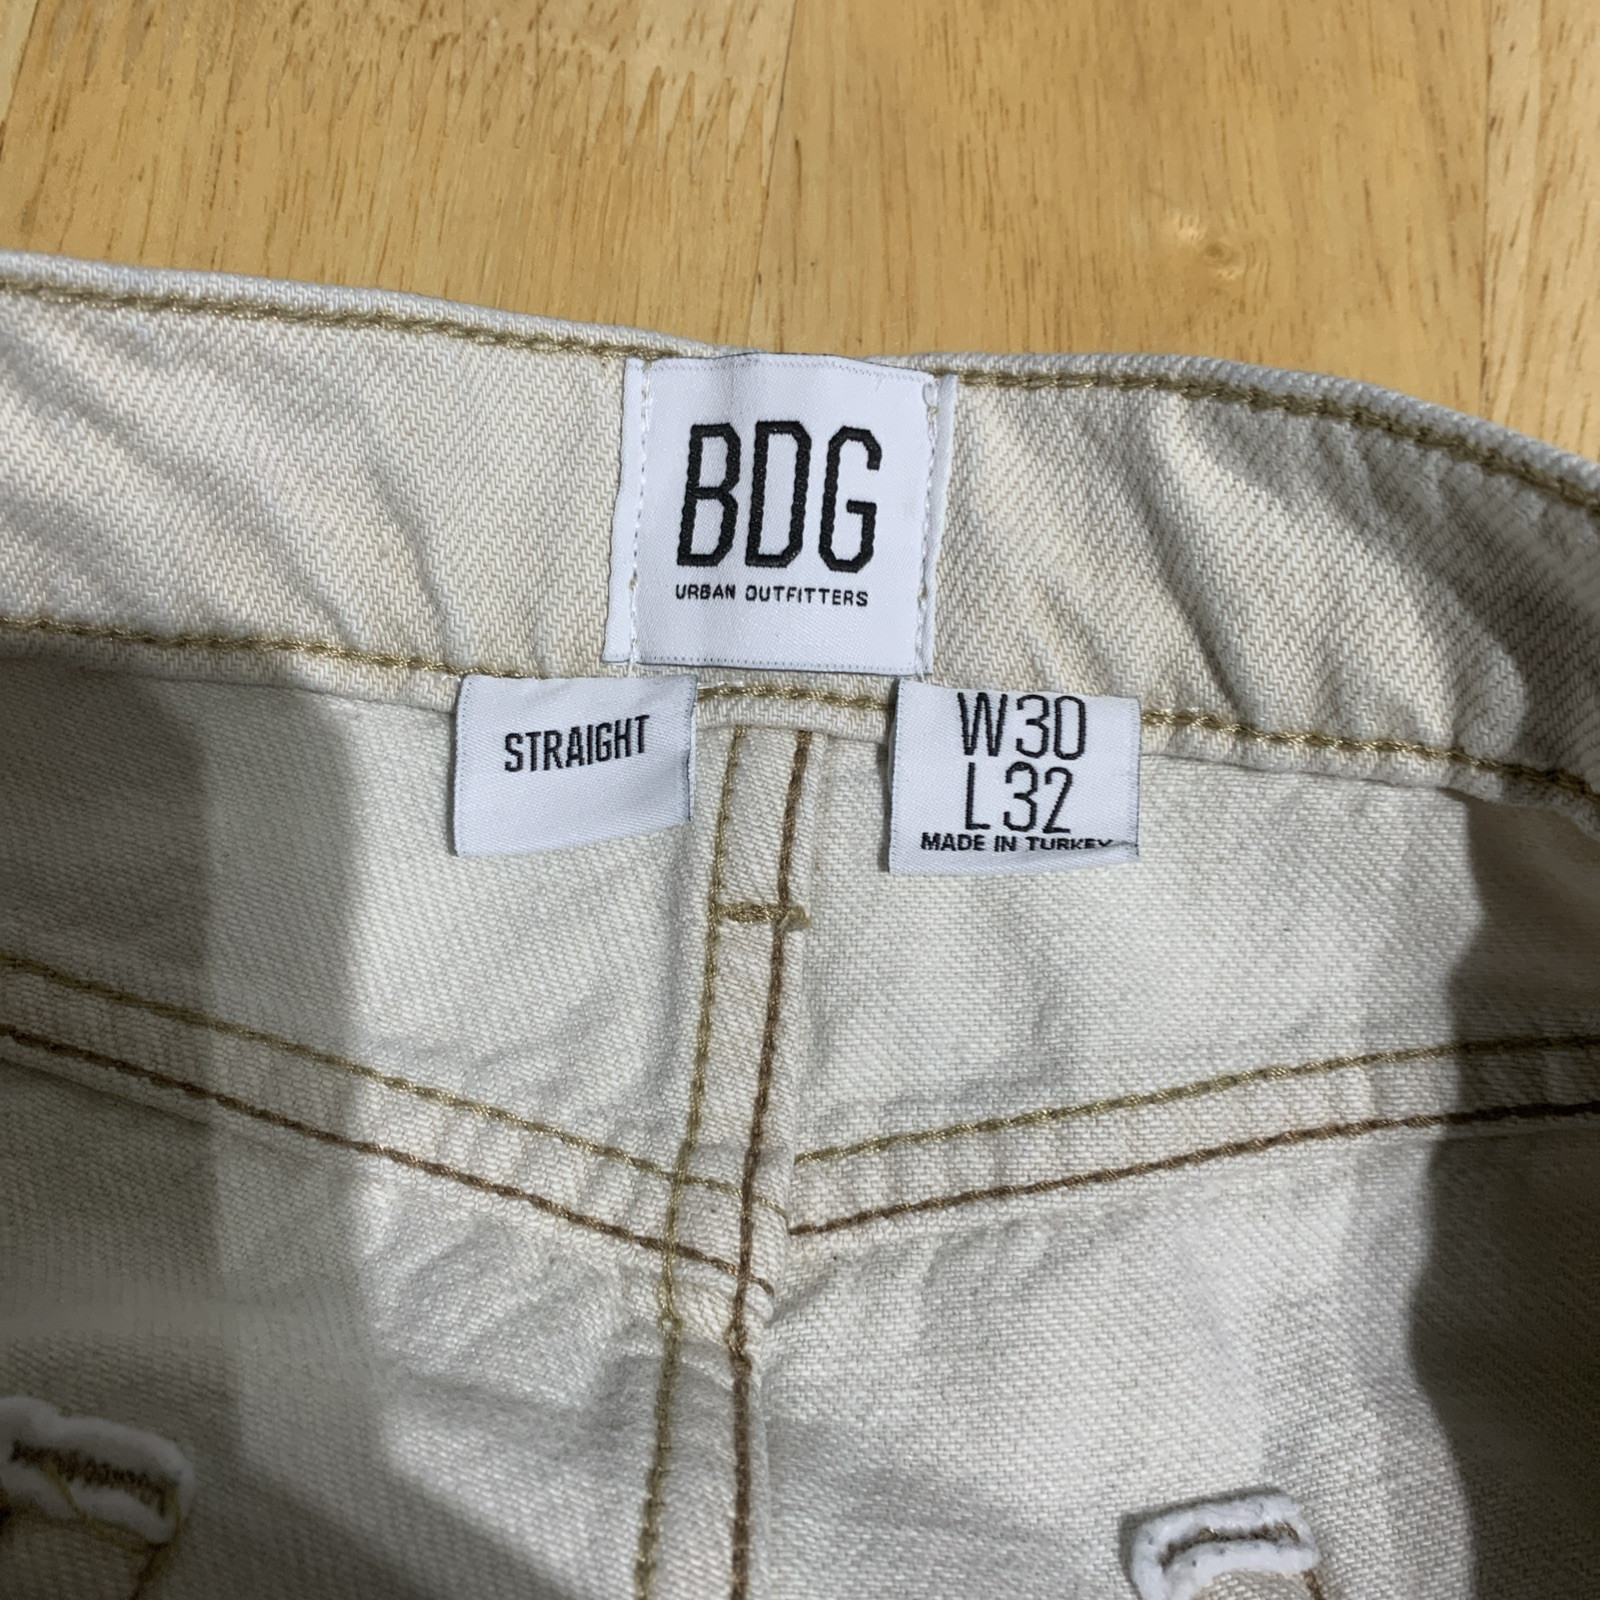 BDG
URBAN OUTFITTERS
STRAIGHT
W30
L32
MADE IN TURKEY